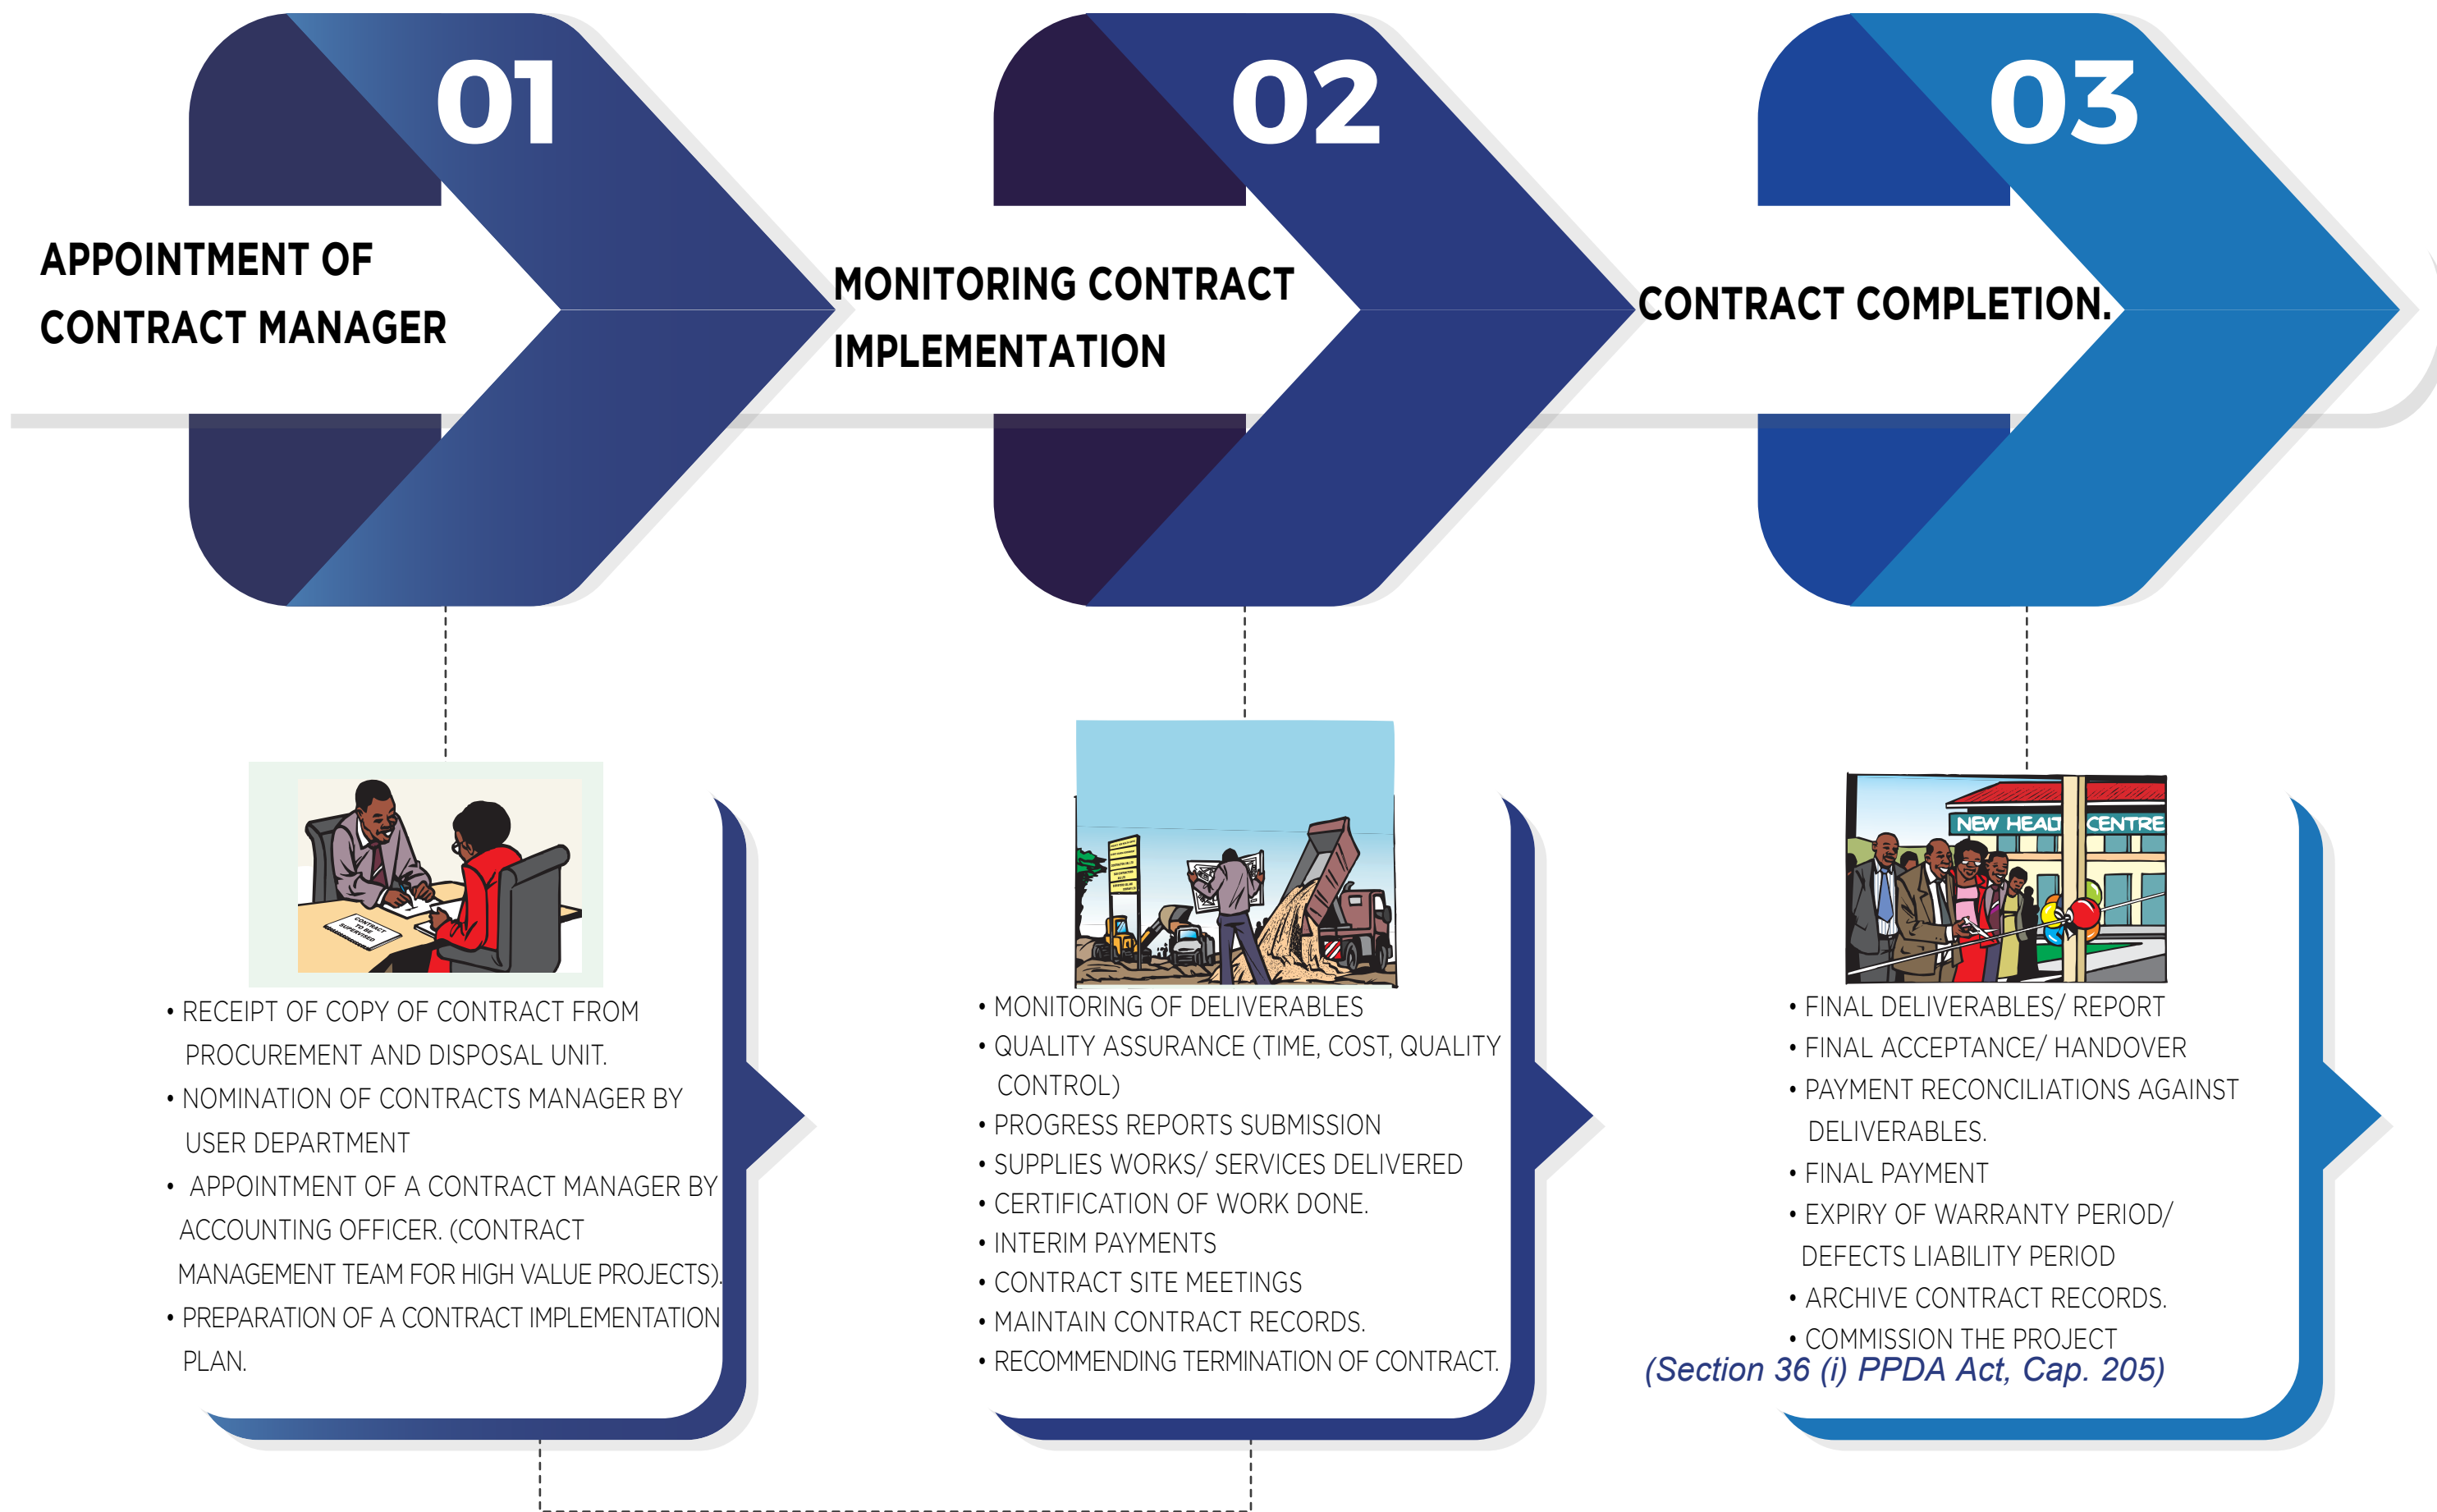 01
APPOINTMENT OF
CONTRACT MANAGER
CONTRACT
TO BE
SUPERVISED
• RECEIPT OF COPY OF CONTRACT FROM
PROCUREMENT AND DISPOSAL UNIT.
• NOMINATION OF CONTRACTS MANAGER BY
USER DEPARTMENT
• APPOINTMENT OF A CONTRACT MANAGER BY
ACCOUNTING OFFICER. (CONTRACT
MANAGEMENT TEAM FOR HIGH VALUE PROJECTS).
• PREPARATION OF A CONTRACT IMPLEMENTATION
PLAN.
02
MONITORING CONTRACT
IMPLEMENTATION
• MONITORING OF DELIVERABLES
• QUALITY ASSURANCE (TIME, COST, QUALITY
CONTROL)
• PROGRESS REPORTS SUBMISSION
• SUPPLIES WORKS/ SERVICES DELIVERED
• CERTIFICATION OF WORK DONE.
• INTERIM PAYMENTS
• CONTRACT SITE MEETINGS
• MAINTAIN CONTRACT RECORDS.
• RECOMMENDING TERMINATION OF CONTRACT.
03
CONTRACT COMPLETION.
NEW HEALT CENTRE
• FINAL DELIVERABLES/ REPORT
• FINAL ACCEPTANCE/ HANDOVER
• PAYMENT RECONCILIATIONS AGAINST
DELIVERABLES.
• FINAL PAYMENT
• EXPIRY OF WARRANTY PERIOD/
DEFECTS LIABILITY PERIOD
• ARCHIVE CONTRACT RECORDS.
• COMMISSION THE PROJECT
(Section 36 (i) PPDA Act, Cap. 205)